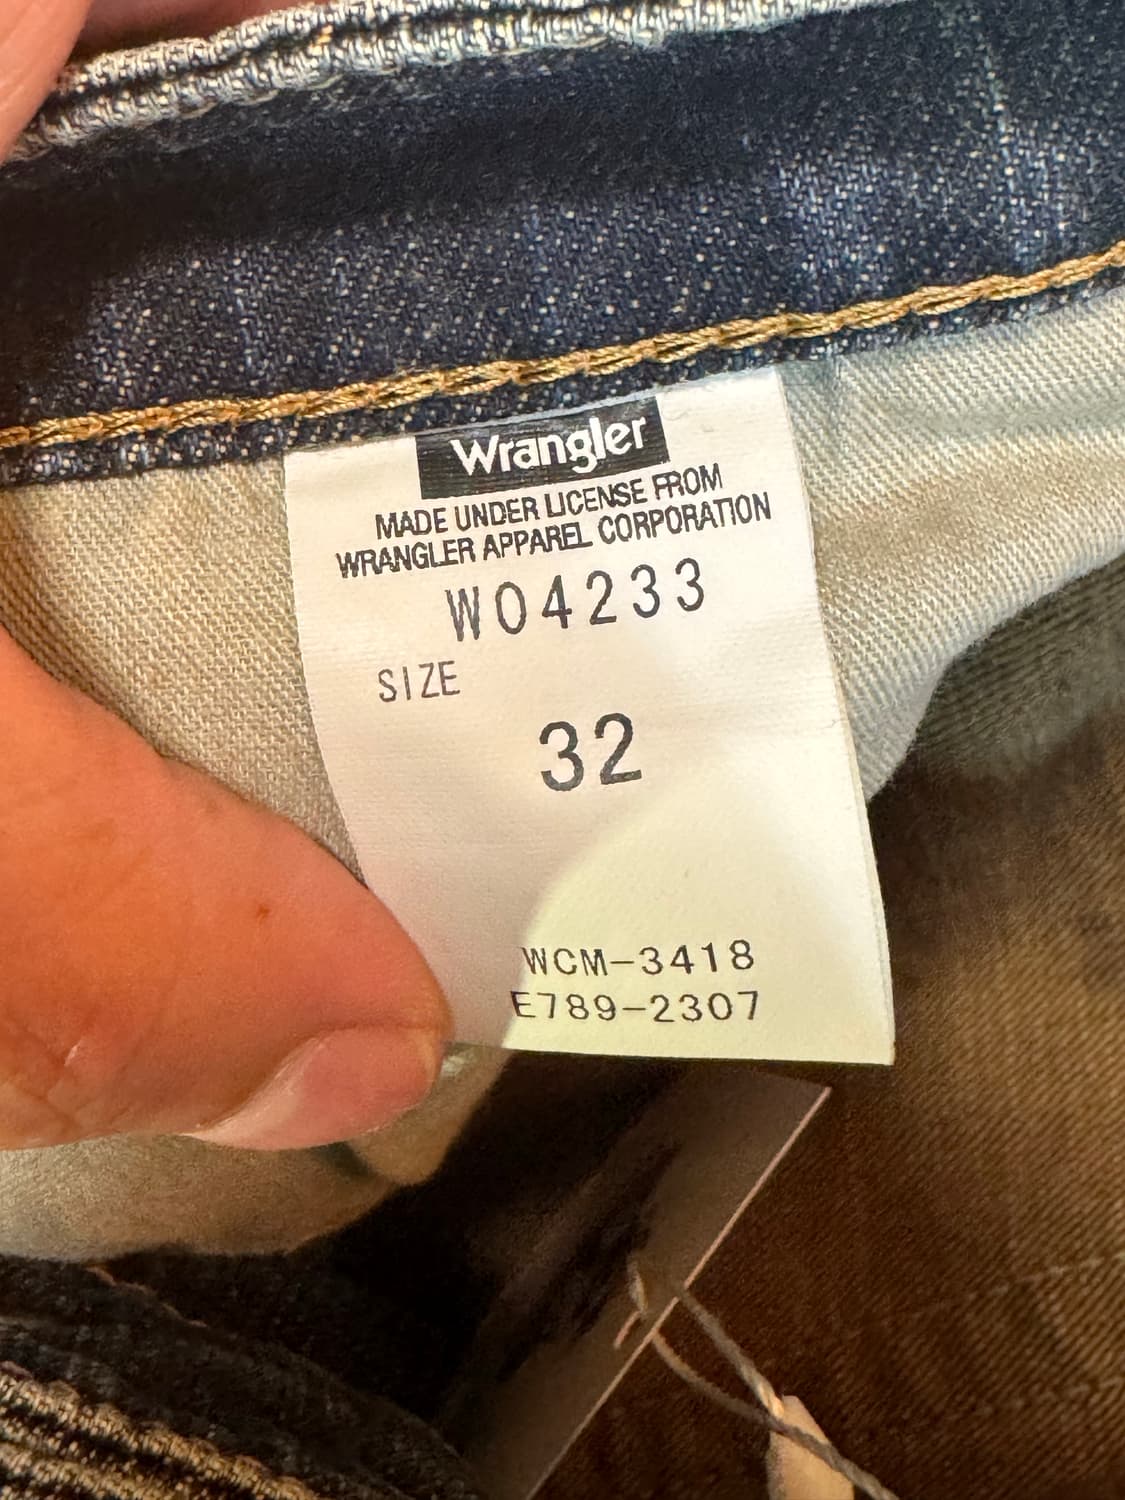 Wrangler
MADE UNDER LICENSE FROM
WRANGLER APPAREL CORPORATION
W04233
SIZE
32
WCM-3418
E789-2307